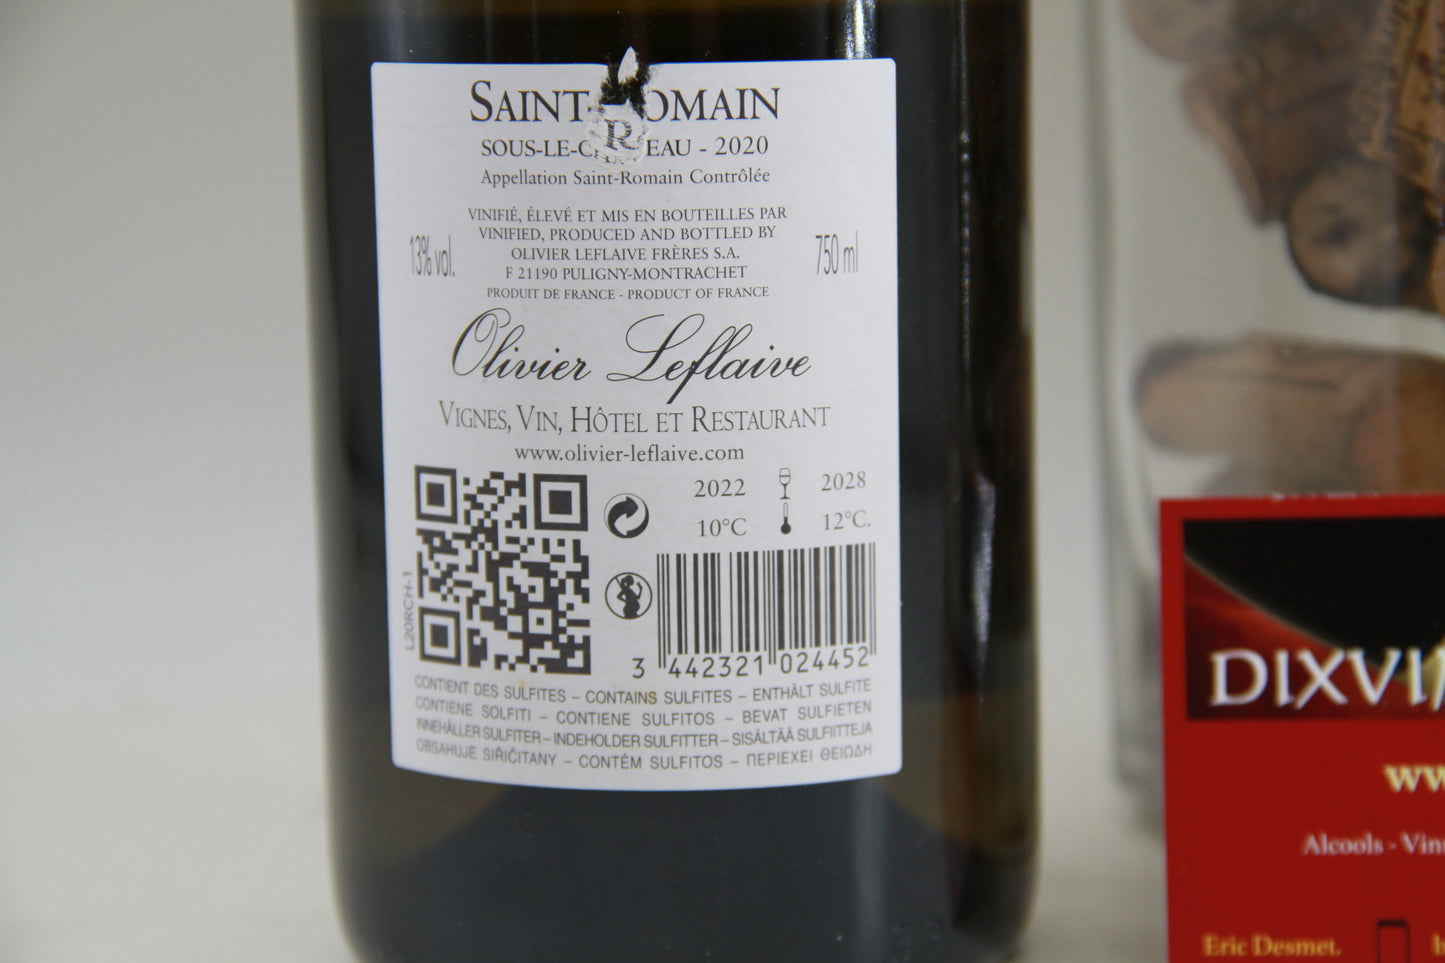 SAINT-ROMAIN
R
SOUS-LE-CHÂTEAU - 2020
Appellation Saint-Romain Contrôlée
VINIFIÉ, ÉLEVÉ ET MIS EN BOUTEILLES PAR
VINIFIED, PRODUCED AND BOTTLED BY
OLIVIER LEFLAIVE FRÈRES S.A.
F 21190 PULIGNY-MONTRACHET
PRODUIT DE FRANCE - PRODUCT OF FRANCE
13% vol.
750 ml
Olivier Leflaive
VIGNES, VIN, HÔTEL ET RESTAURANT
www.olivier-leflaive.com
2022 2028
10°C 12°C.
L20RCH-1
3 442321 024452
CONTIENT DES SULFITES – CONTAINS SULFITES – ENTHÄLT SULFITE
CONTIENE SOLFITI – CONTIENE SULFITOS – BEVAT SULFIETEN
INNEHÅLLER SULFITER – INDEHOLDER SULFITTER – SISÄLTÄÄ SULFIITTEJA
OBSAHUJE SIŘIČITANY – CONTÉM SULFITOS – ΠΕΡΙΕΧΕΙ ΘΕΙΩΔΗ
DIXVI
ww
Alcools - Vins
Eric Desmet.